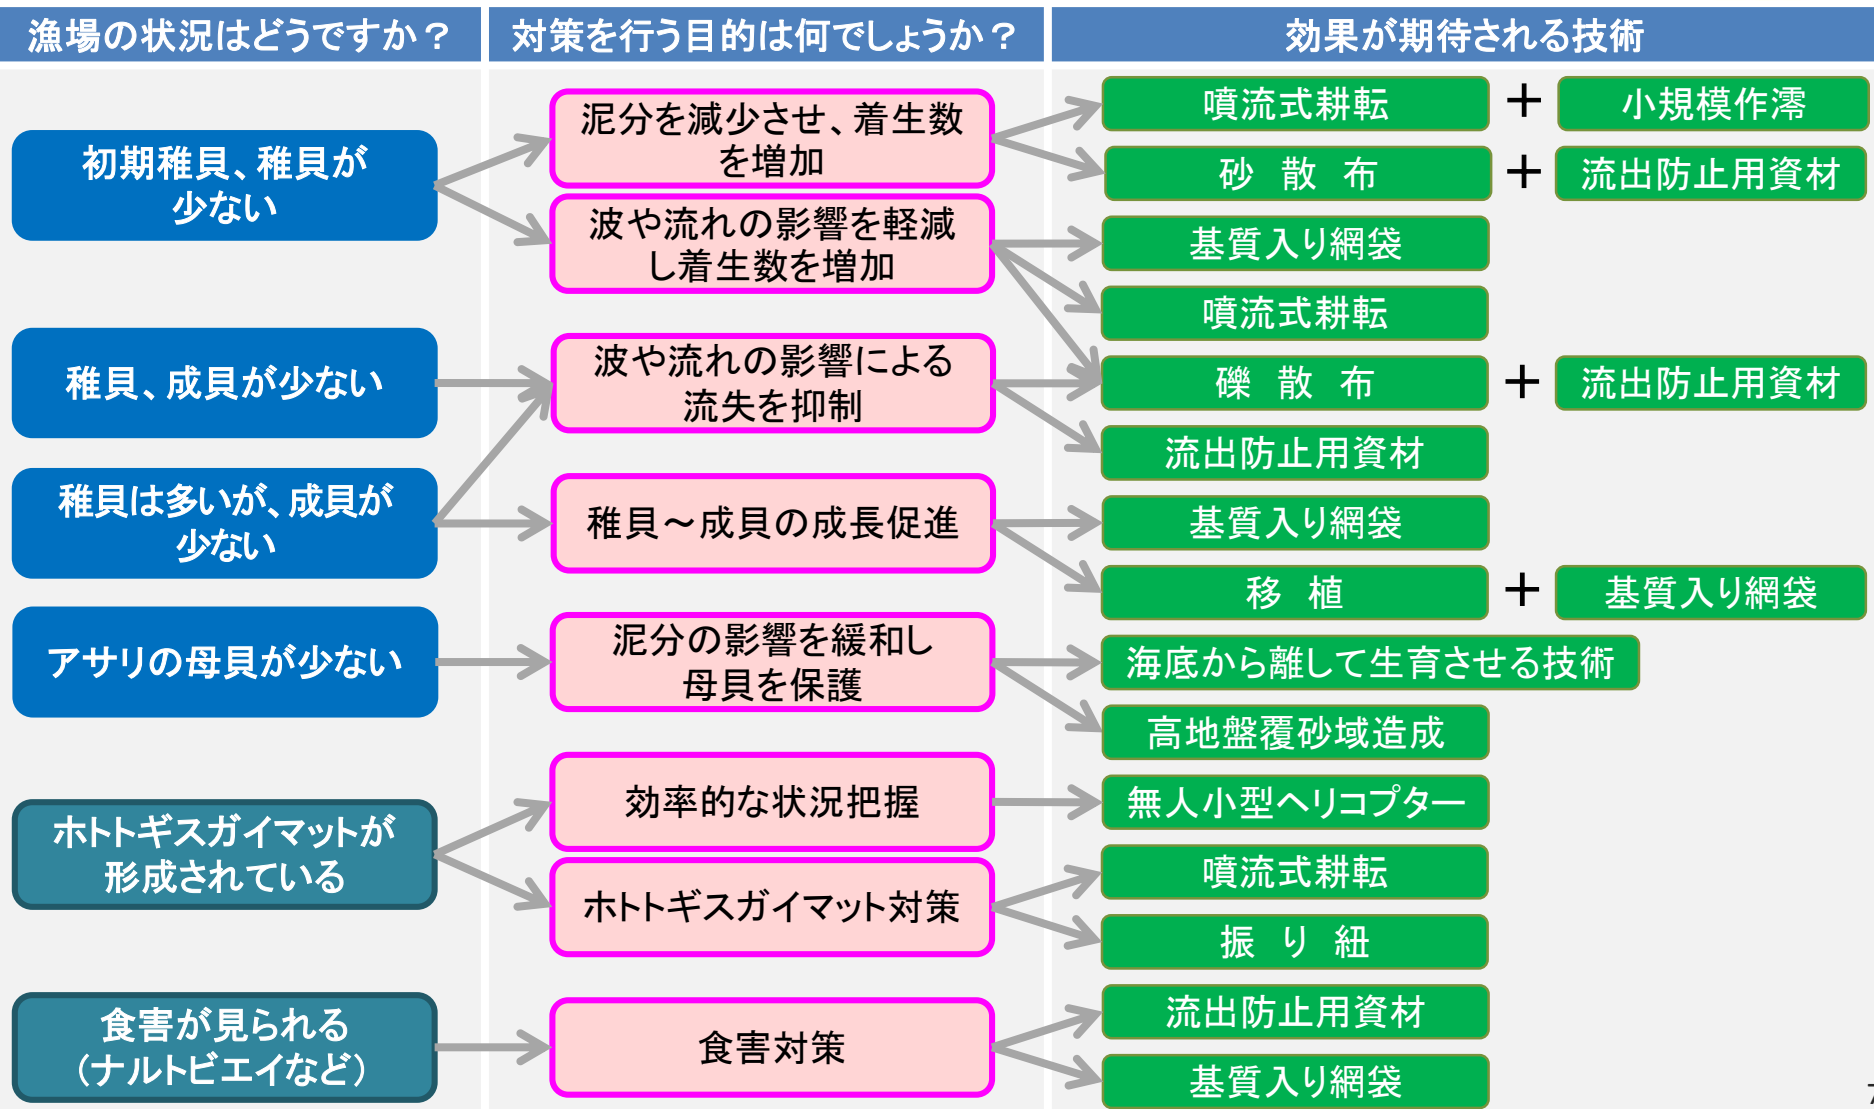 漁場の状況はどうですか？
対策を行う目的は何でしょうか？
効果が期待される技術
初期稚貝、稚貝が
少ない
稚貝、成貝が少ない
稚貝は多いが、成貝が
少ない
アサリの母貝が少ない
ホトトギスガイマットが
形成されている
食害が見られる
（ナルトビエイなど）
泥分を減少させ、着生数
を増加
波や流れの影響を軽減
し着生数を増加
波や流れの影響による
流失を抑制
稚貝～成貝の成長促進
泥分の影響を緩和し
母貝を保護
効率的な状況把握
ホトトギスガイマット対策
食害対策
噴流式耕転 ＋ 小規模作澪
砂 散 布 ＋ 流出防止用資材
基質入り網袋
噴流式耕転
礫 散 布 ＋ 流出防止用資材
流出防止用資材
基質入り網袋
移 植 ＋ 基質入り網袋
海底から離して生育させる技術
高地盤覆砂域造成
無人小型ヘリコプター
噴流式耕転
振 り 紐
流出防止用資材
基質入り網袋